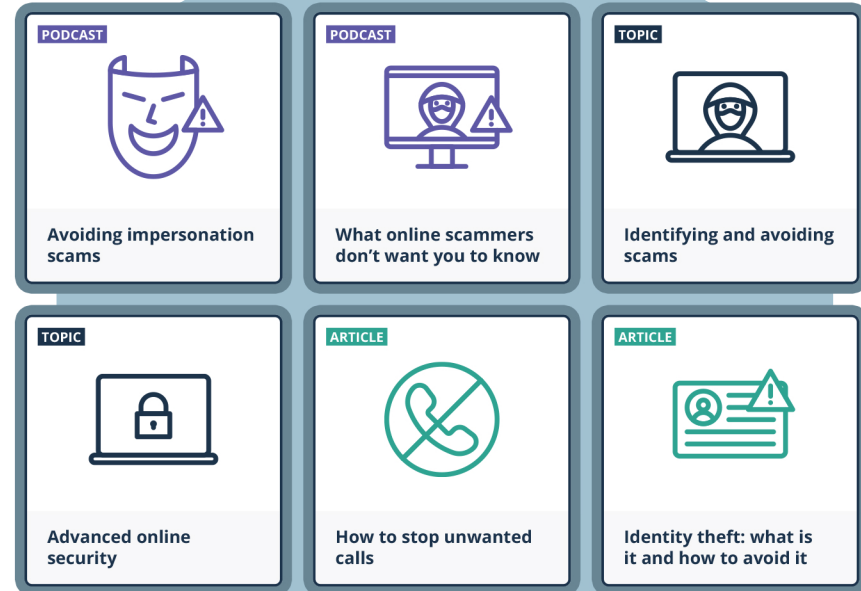 PODCAST
Avoiding impersonation
scams
PODCAST
What online scammers
don’t want you to know
TOPIC
Identifying and avoiding
scams
TOPIC
Advanced online
security
ARTICLE
How to stop unwanted
calls
ARTICLE
Identity theft: what is
it and how to avoid it